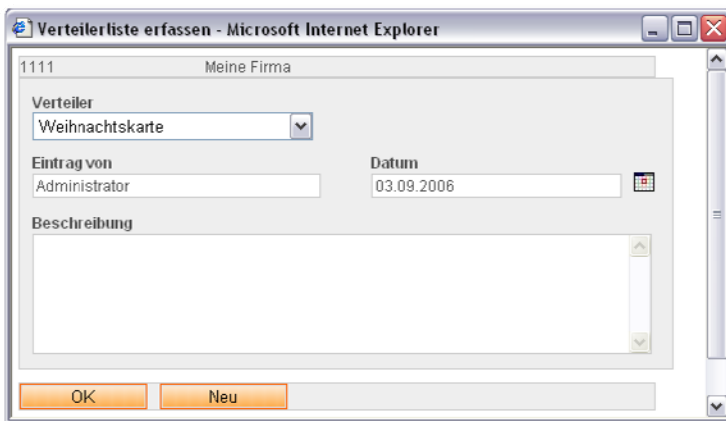 Verteilerliste erfassen - Microsoft Internet Explorer
1111 Meine Firma
Verteiler
Weihnachtskarte
Eintrag von Datum
Administrator 03.09.2006
Beschreibung
OK Neu